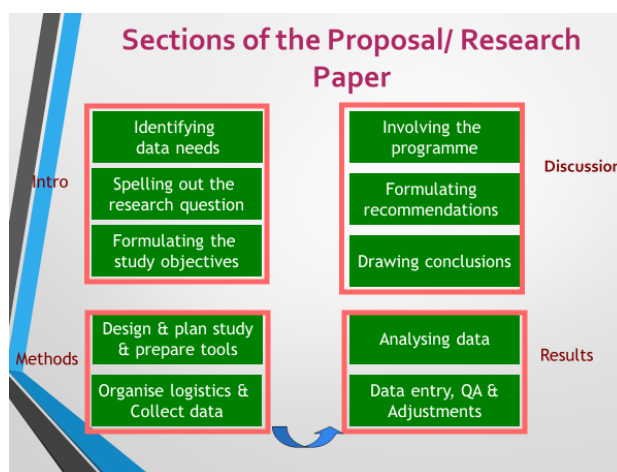 Sections of the Proposal/ Research
Paper
Intro
Identifying
data needs
Spelling out the
research question
Formulating the
study objectives
Methods
Design & plan study
& prepare tools
Organise logistics &
Collect data
Involving the
programme
Formulating
recommendations
Drawing conclusions
Discussion
Analysing data
Data entry, QA &
Adjustments
Results